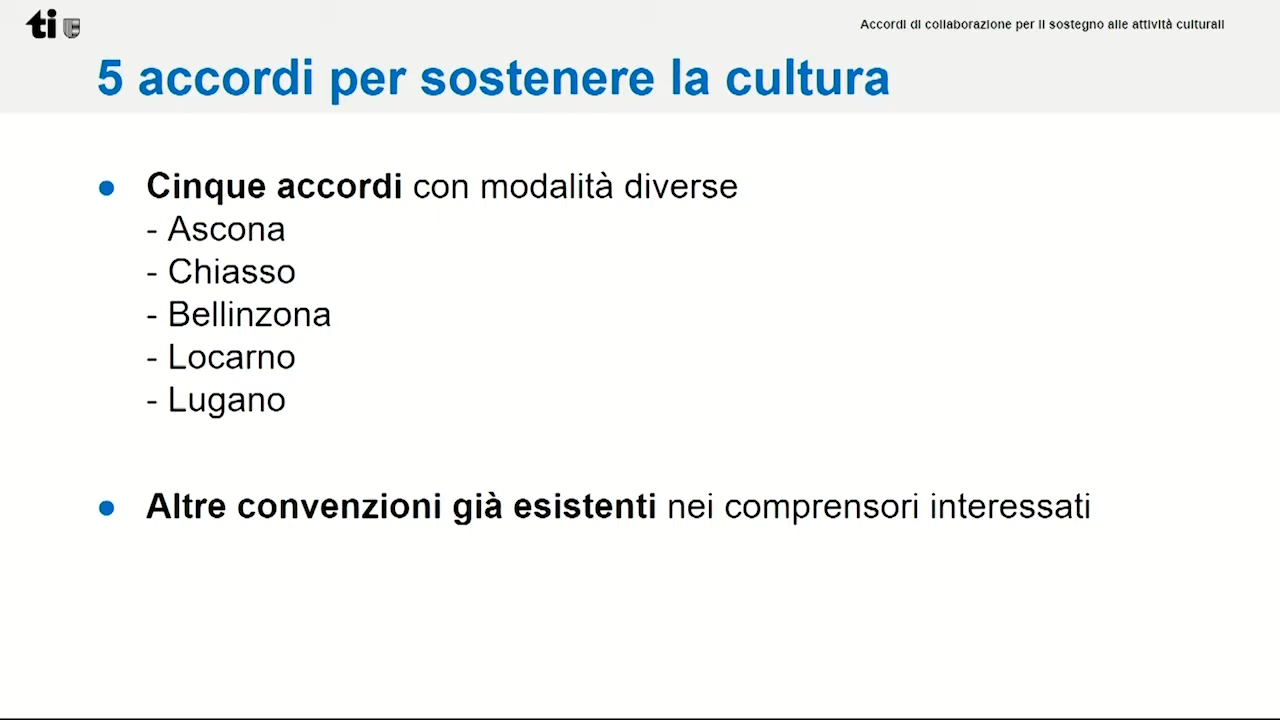 ti
Accordi di collaborazione per il sostegno alle attività culturali
5 accordi per sostenere la cultura
● Cinque accordi con modalità diverse
- Ascona
- Chiasso
- Bellinzona
- Locarno
- Lugano
● Altre convenzioni già esistenti nei comprensori interessati